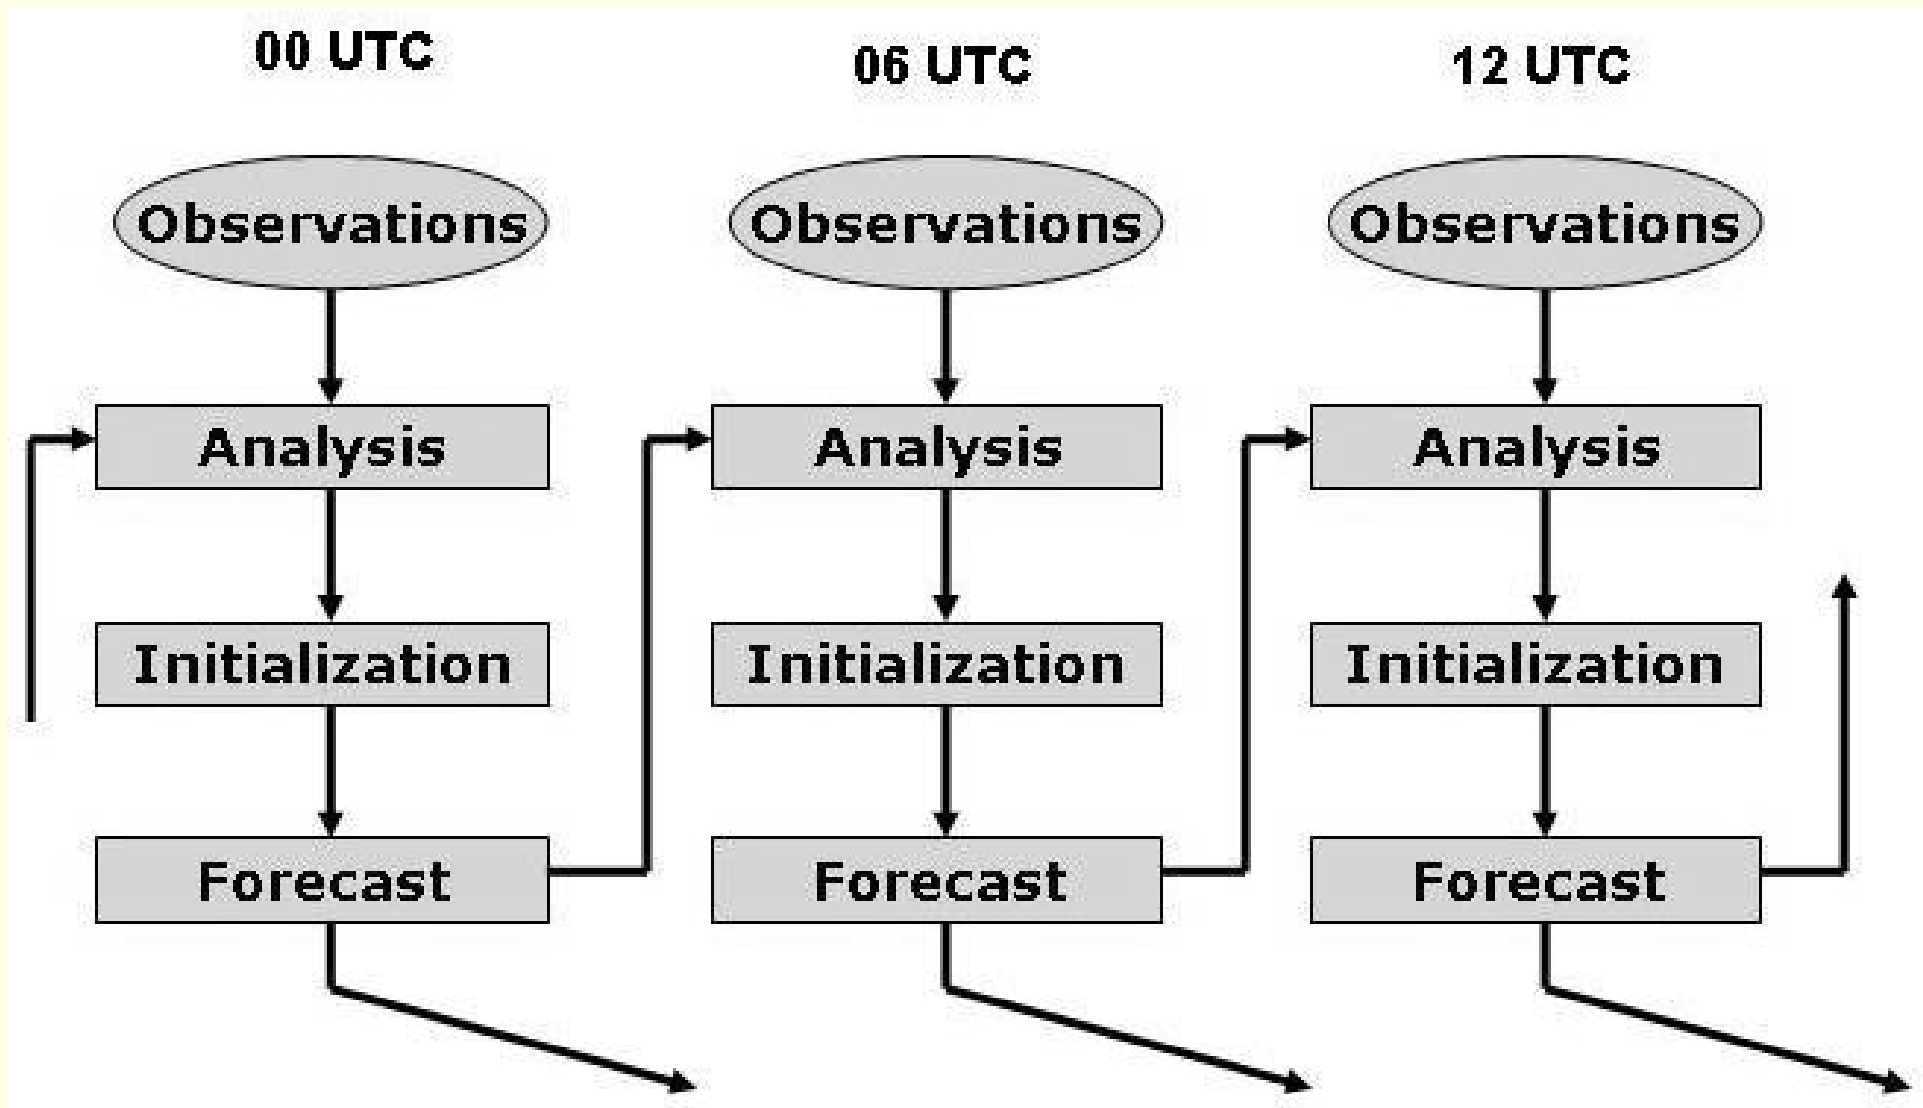 00 UTC
06 UTC
12 UTC
Observations
Observations
Observations
Analysis
Analysis
Analysis
Initialization
Initialization
Initialization
Forecast
Forecast
Forecast